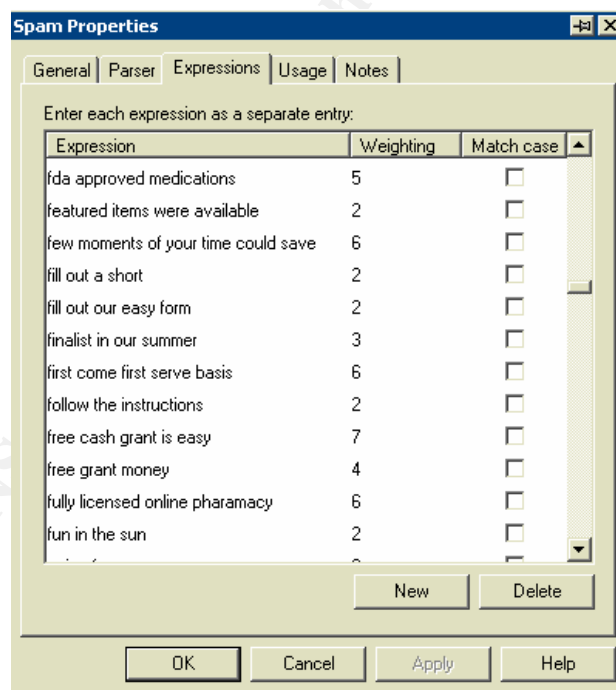 Spam Properties
General Parser Expressions Usage Notes
Enter each expression as a separate entry:
Expression Weighting Match case
fda approved medications 5
featured items were available 2
few moments of your time could save 6
fill out a short 2
fill out our easy form 2
finalist in our summer 3
first come first serve basis 6
follow the instructions 2
free cash grant is easy 7
free grant money 4
fully licensed online pharamacy 6
fun in the sun 2
New Delete
OK Cancel Apply Help